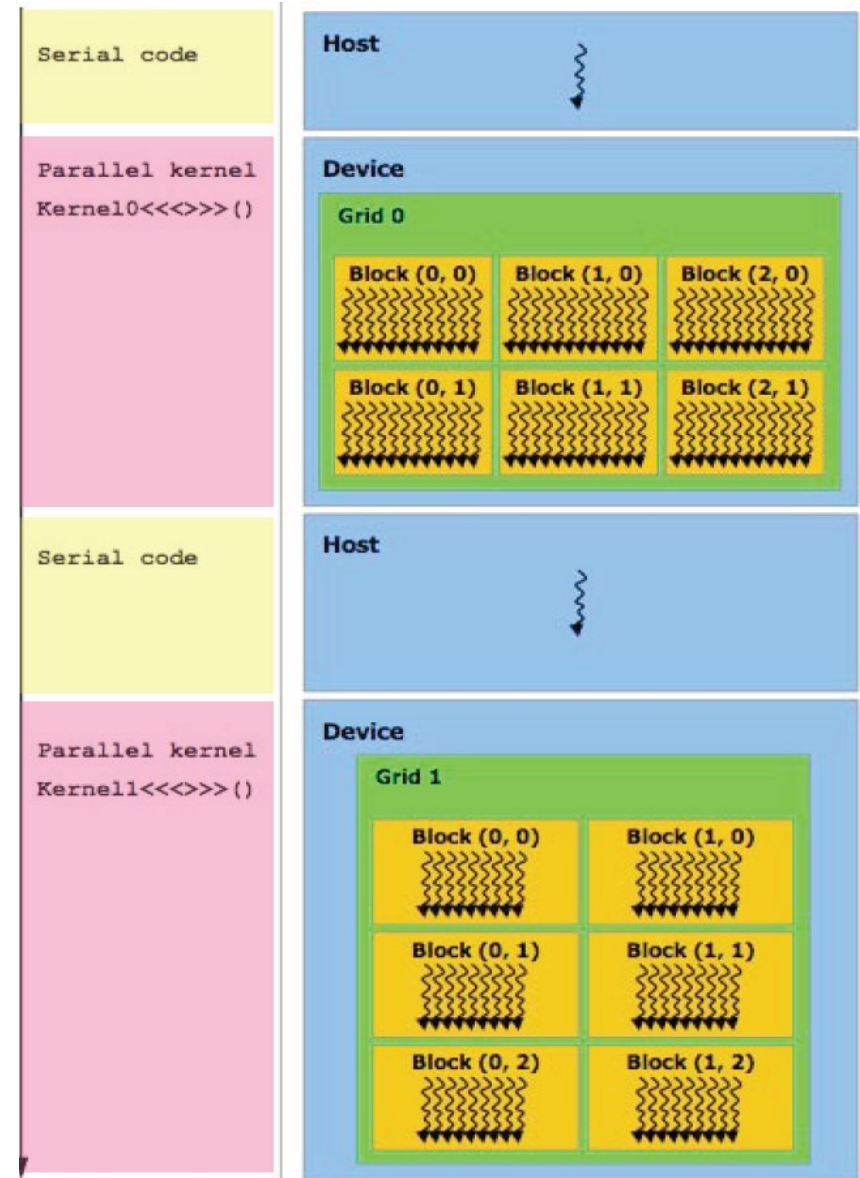 Serial code
Host
Parallel kernel
Kernel0<<<>>>()
Device
Grid 0
Block (0, 0)
Block (1, 0)
Block (2, 0)
Block (0, 1)
Block (1, 1)
Block (2, 1)
Serial code
Host
Parallel kernel
Kernel1<<<>>>()
Device
Grid 1
Block (0, 0)
Block (1, 0)
Block (0, 1)
Block (1, 1)
Block (0, 2)
Block (1, 2)